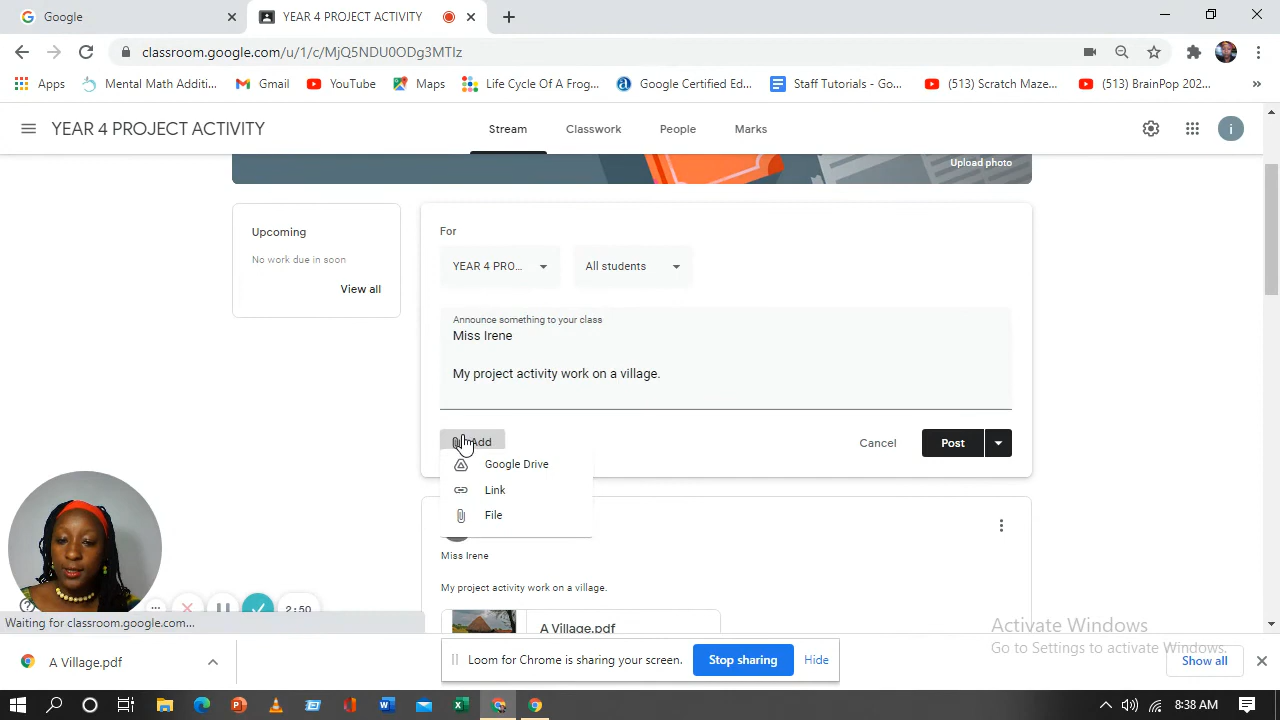 Google
YEAR 4 PROJECT ACTIVITY
classroom.google.com/u/1/c/MjQ5NDU0ODg3MTIz
Apps
Mental Math Additi...
Gmail
YouTube
Maps
Life Cycle Of A Frog...
Google Certified Ed...
Staff Tutorials - Go...
(513) Scratch Maze...
(513) BrainPop 202...
YEAR 4 PROJECT ACTIVITY
Stream
Classwork
People
Marks
i
Upload photo
Upcoming
No work due in soon
View all
For
YEAR 4 PRO...
All students
Announce something to your class
Miss Irene
My project activity work on a village.
Add
Cancel
Post
Google Drive
Link
File
Miss Irene
My project activity work on a village.
A Village.pdf
2:50
Waiting for classroom.google.com...
Activate Windows
Go to Settings to activate Windows.
A Village.pdf
Loom for Chrome is sharing your screen.
Stop sharing
Hide
Show all
8:38 AM